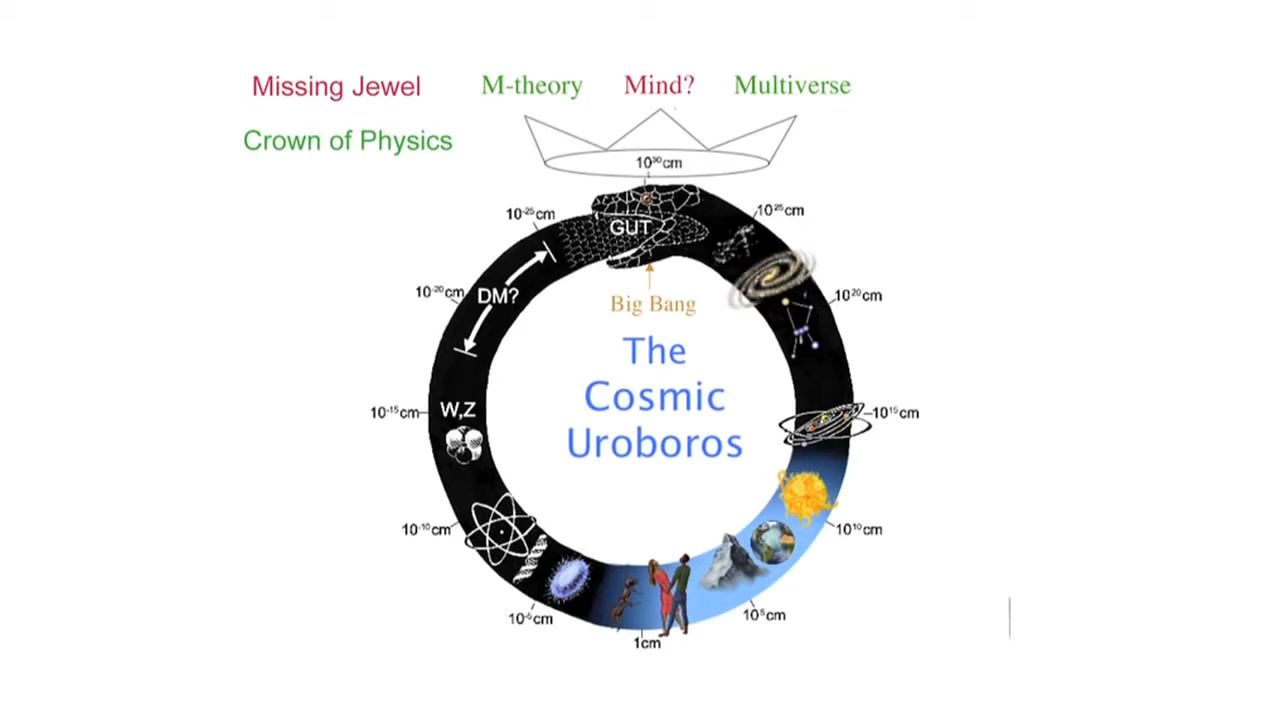 Missing Jewel
M-theory
Mind?
Multiverse
Crown of Physics
10³⁰cm
10⁻²⁵cm
10²⁵cm
GUT
10⁻²⁰cm
DM?
Big Bang
10²⁰cm
The
Cosmic
Uroboros
10⁻¹⁵cm
W,Z
10¹⁵cm
10⁻¹⁰cm
10¹⁰cm
10⁻⁵cm
10⁵cm
1cm